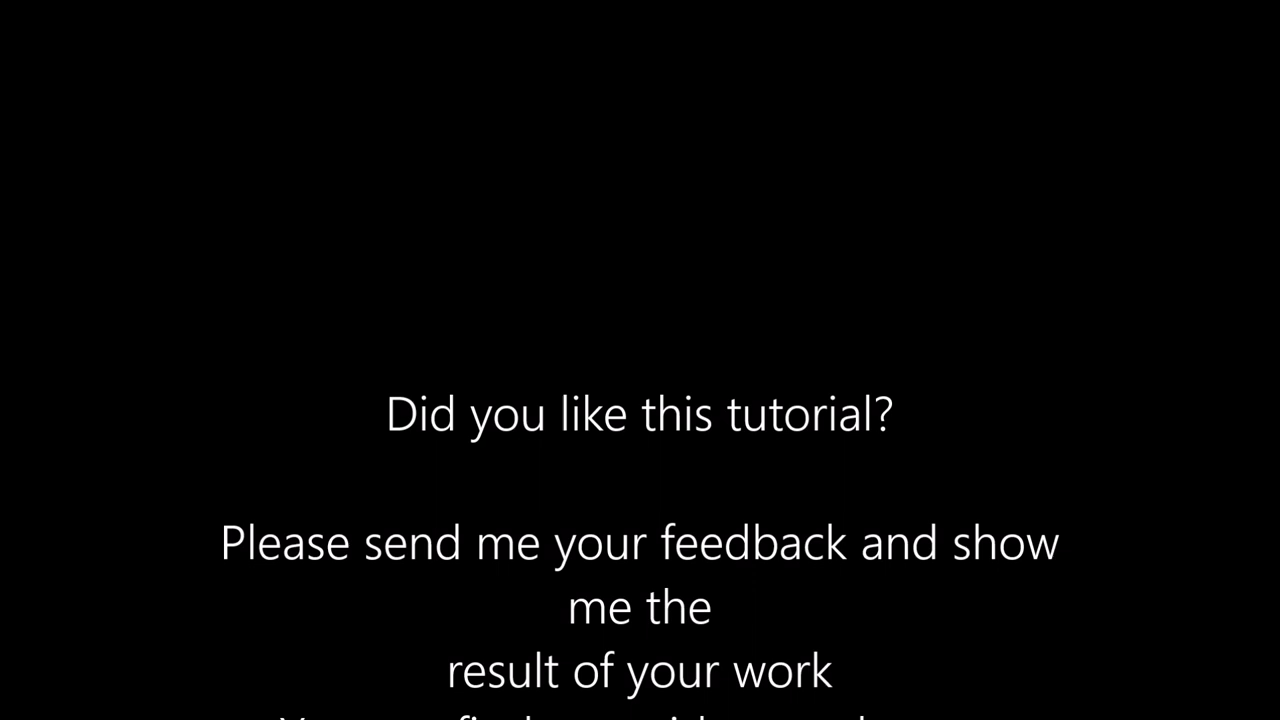 Did you like this tutorial?
Please send me your feedback and show
me the
result of your work